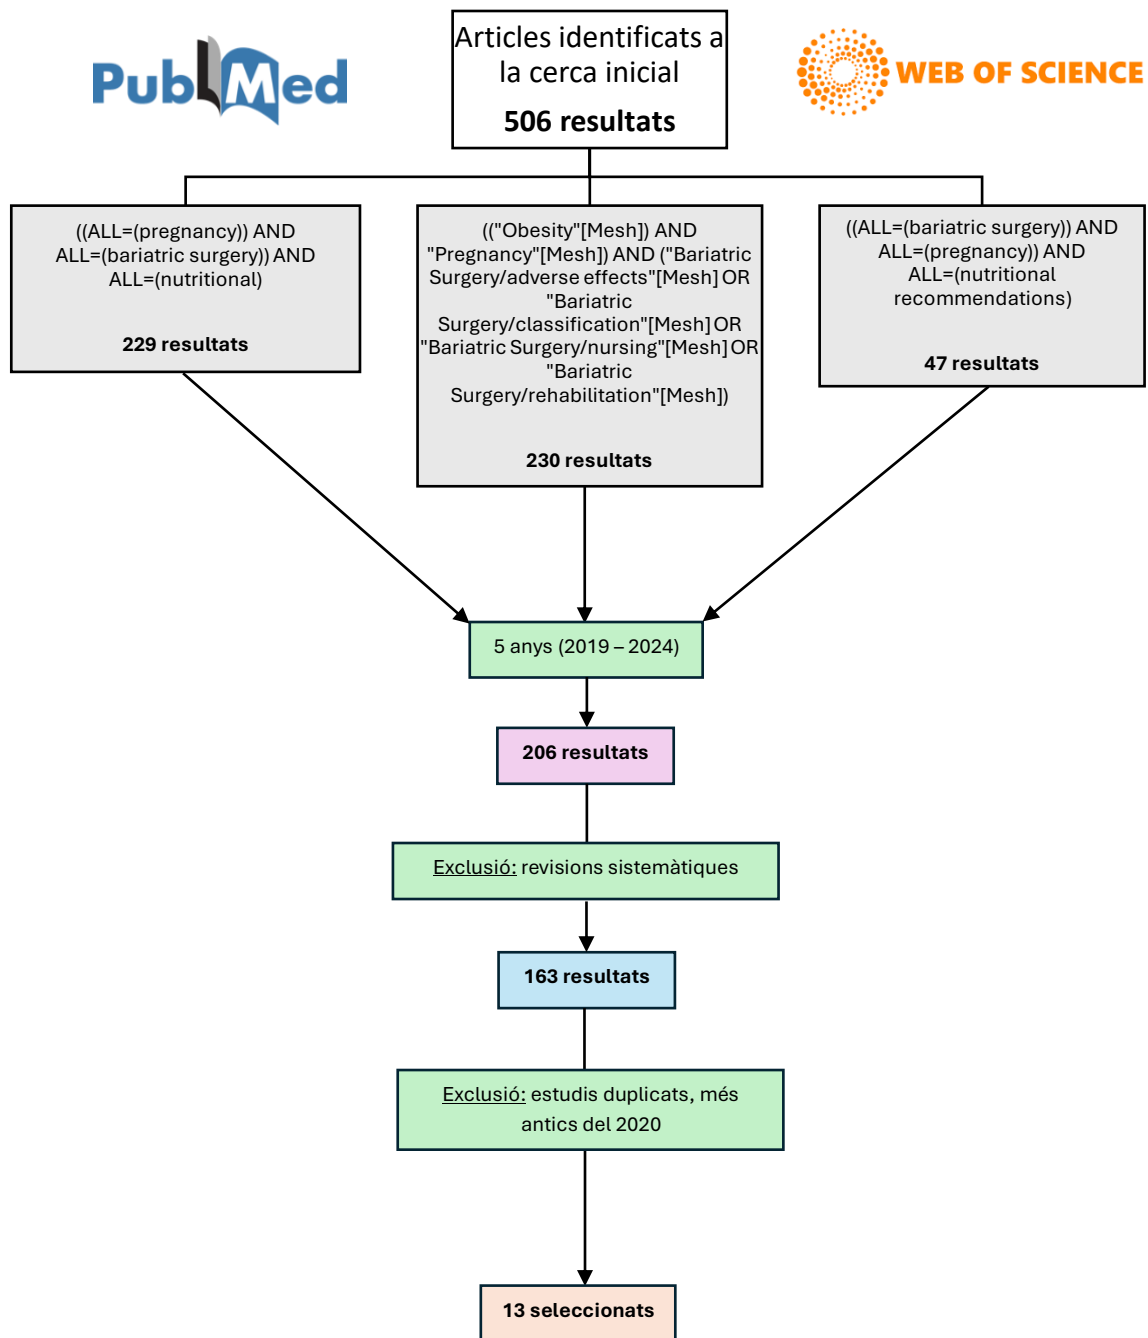 PubMed
Articles identificats a
la cerca inicial
506 resultats
WEB OF SCIENCE
((ALL=(pregnancy)) AND
ALL=(bariatric surgery)) AND
ALL=(nutritional)
229 resultats
(("Obesity"[Mesh]) AND
"Pregnancy"[Mesh]) AND ("Bariatric
Surgery/adverse effects"[Mesh] OR
"Bariatric
Surgery/classification"[Mesh] OR
"Bariatric Surgery/nursing"[Mesh] OR
"Bariatric
Surgery/rehabilitation"[Mesh])
230 resultats
((ALL=(bariatric surgery)) AND
ALL=(pregnancy)) AND
ALL=(nutritional
recommendations)
47 resultats
5 anys (2019 – 2024)
206 resultats
Exclusió: revisions sistemàtiques
163 resultats
Exclusió: estudis duplicats, més
antics del 2020
13 seleccionats